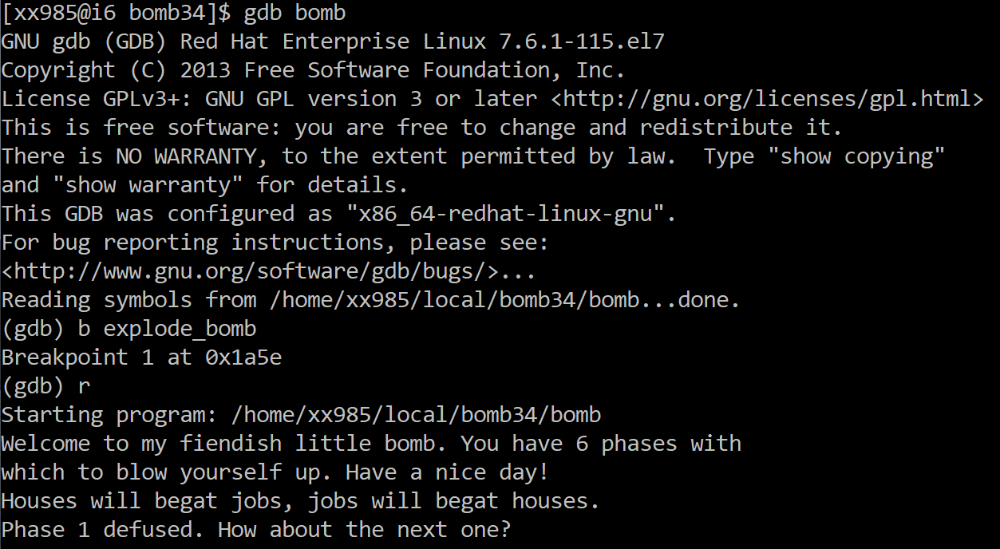 [xx985@i6 bomb34]$ gdb bomb
GNU gdb (GDB) Red Hat Enterprise Linux 7.6.1-115.el7
Copyright (C) 2013 Free Software Foundation, Inc.
License GPLv3+: GNU GPL version 3 or later <http://gnu.org/licenses/gpl.html>
This is free software: you are free to change and redistribute it.
There is NO WARRANTY, to the extent permitted by law.  Type "show copying"
and "show warranty" for details.
This GDB was configured as "x86_64-redhat-linux-gnu".
For bug reporting instructions, please see:
<http://www.gnu.org/software/gdb/bugs/>...
Reading symbols from /home/xx985/local/bomb34/bomb...done.
(gdb) b explode_bomb
Breakpoint 1 at 0x1a5e
(gdb) r
Starting program: /home/xx985/local/bomb34/bomb
Welcome to my fiendish little bomb. You have 6 phases with
which to blow yourself up. Have a nice day!
Houses will begat jobs, jobs will begat houses.
Phase 1 defused. How about the next one?